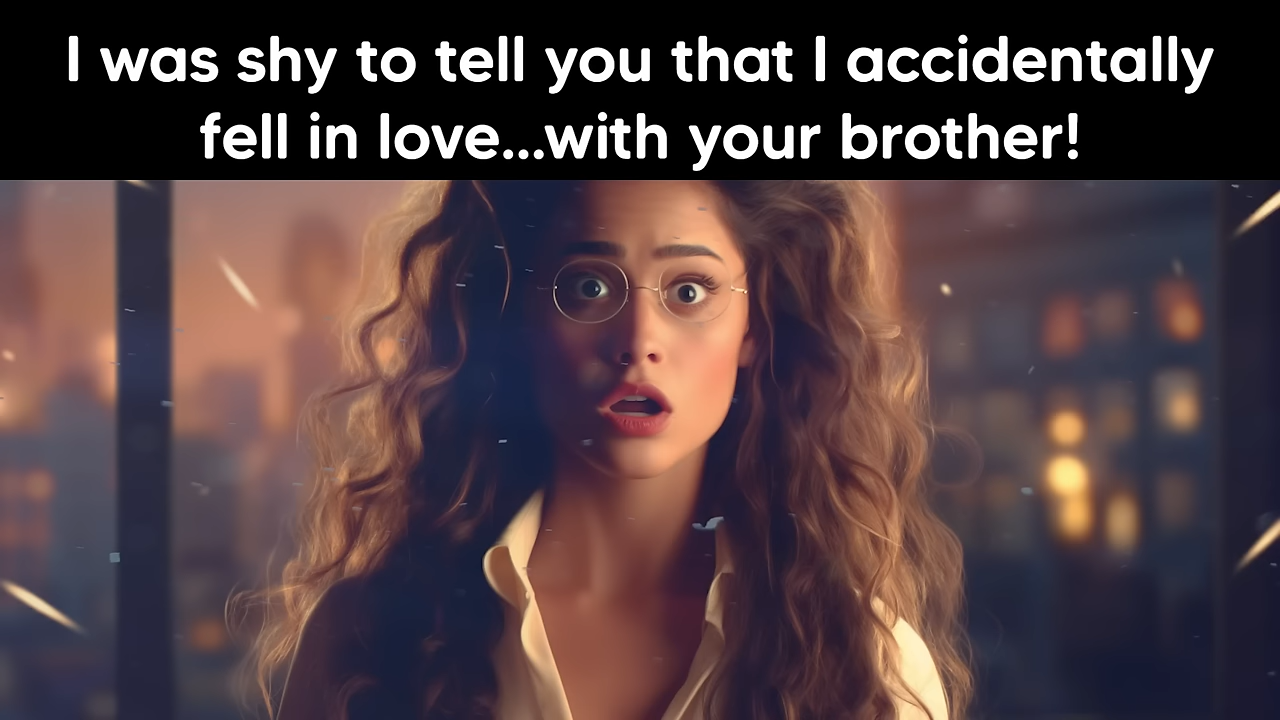 I was shy to tell you that I accidentally
fell in love...with your brother!